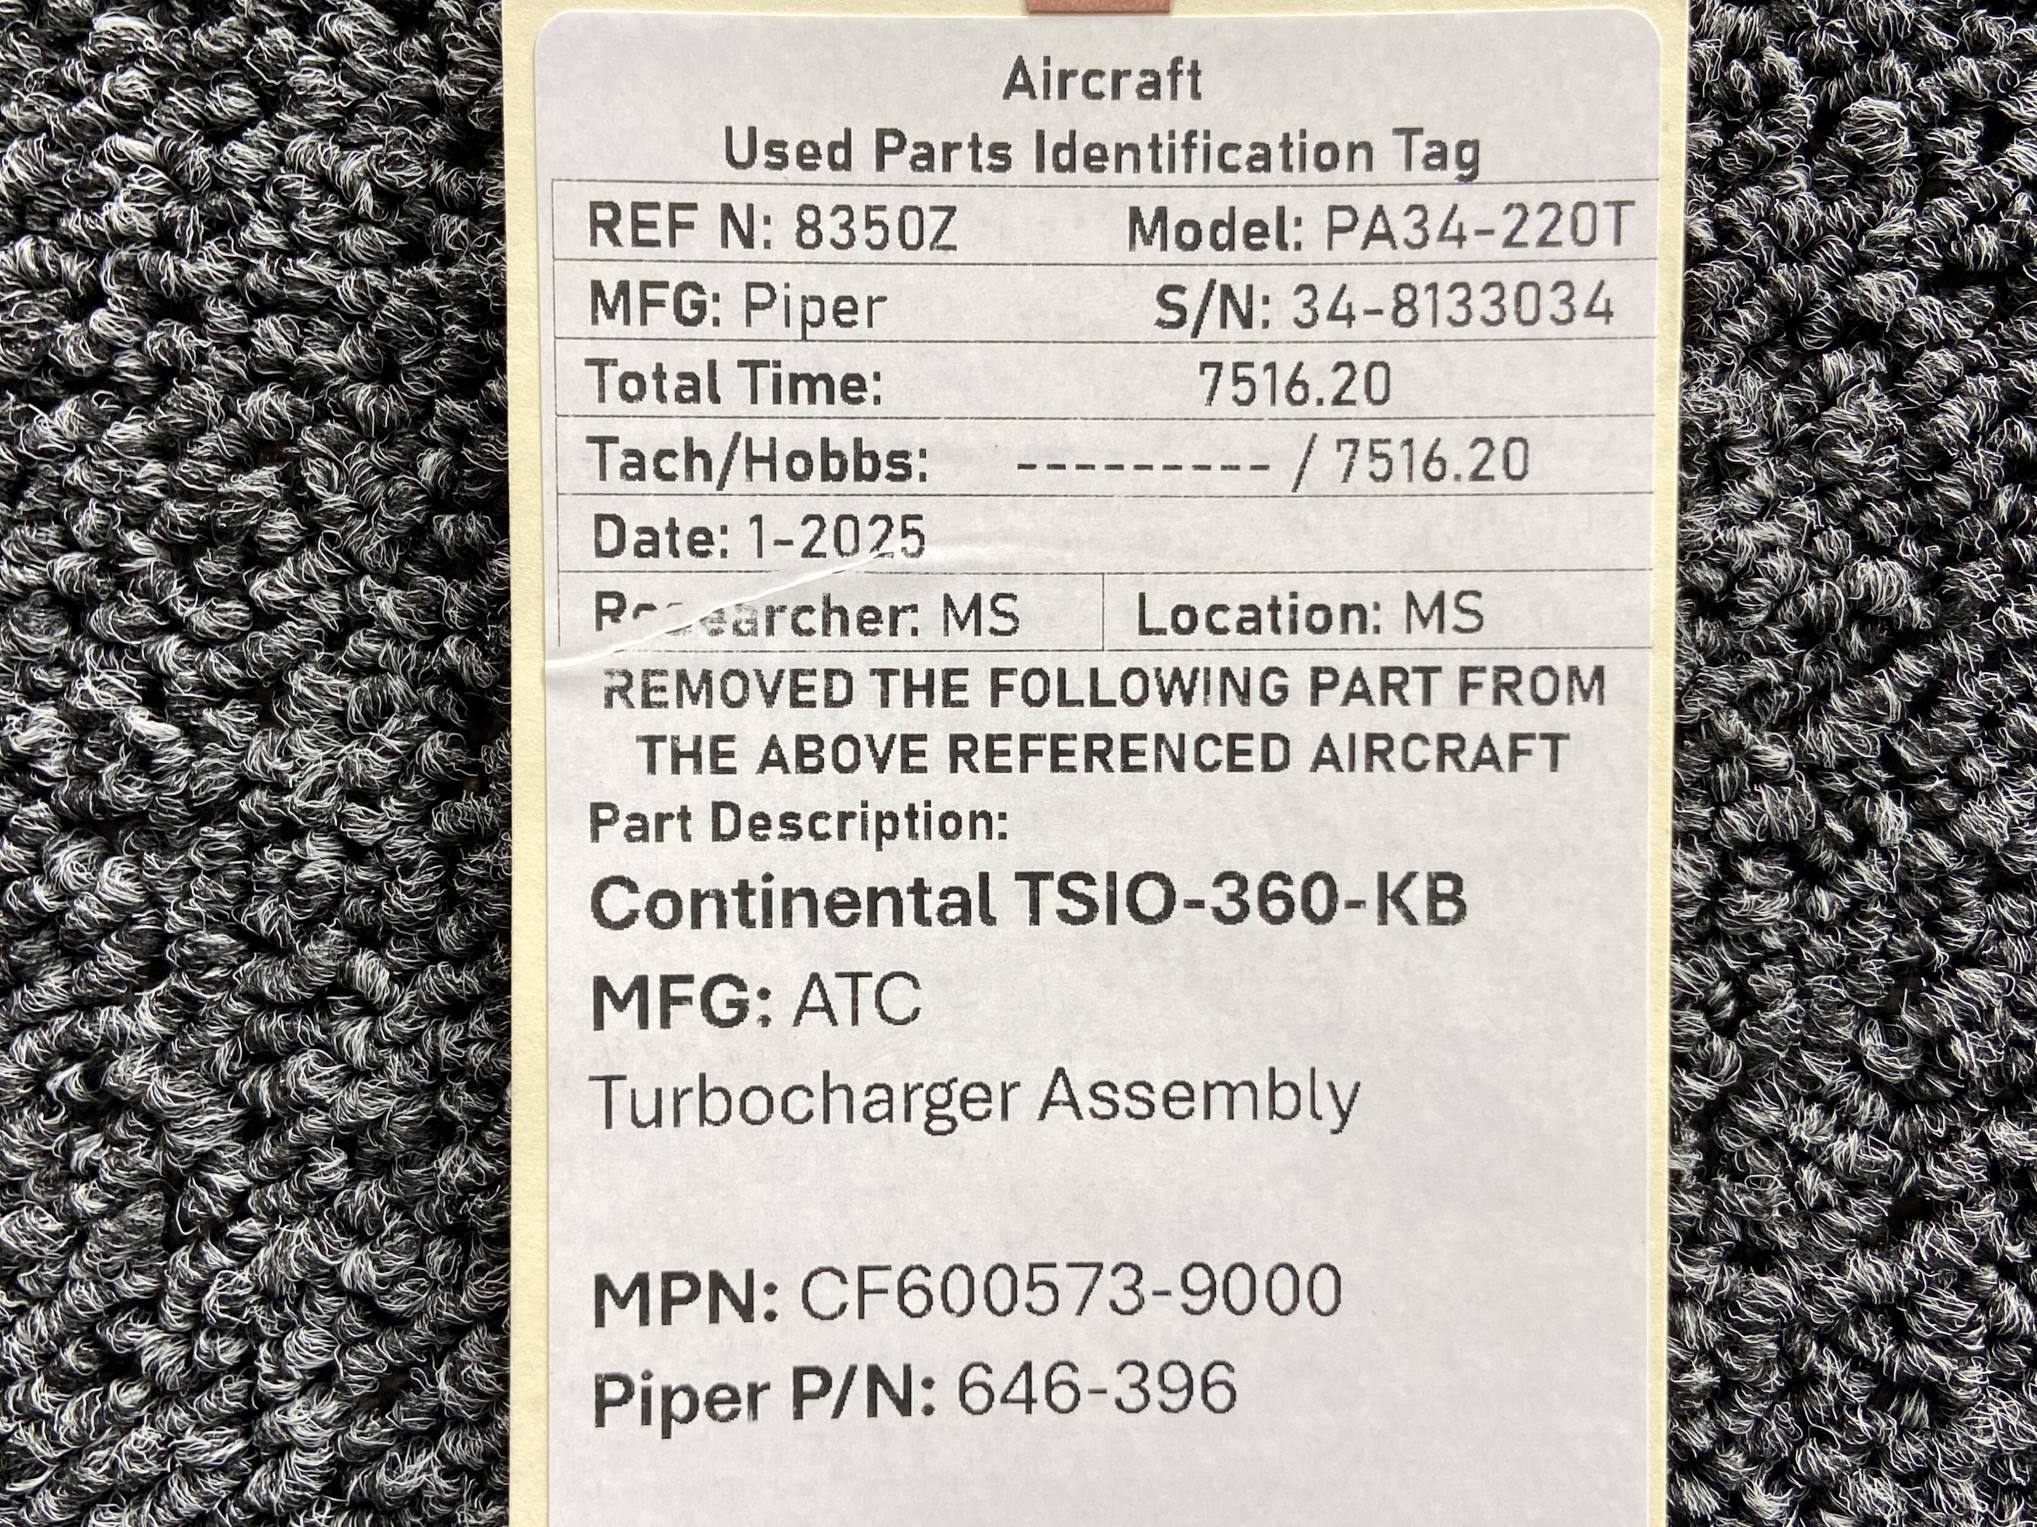 Aircraft
Used Parts Identification Tag
REF N: 8350Z Model: PA34-220T
MFG: Piper S/N: 34-8133034
Total Time: 7516.20
Tach/Hobbs: --------- / 7516.20
Date: 1-2025
Researcher: MS Location: MS
REMOVED THE FOLLOWING PART FROM
THE ABOVE REFERENCED AIRCRAFT
Part Description:
Continental TSIO-360-KB
MFG: ATC
Turbocharger Assembly
MPN: CF600573-9000
Piper P/N: 646-396